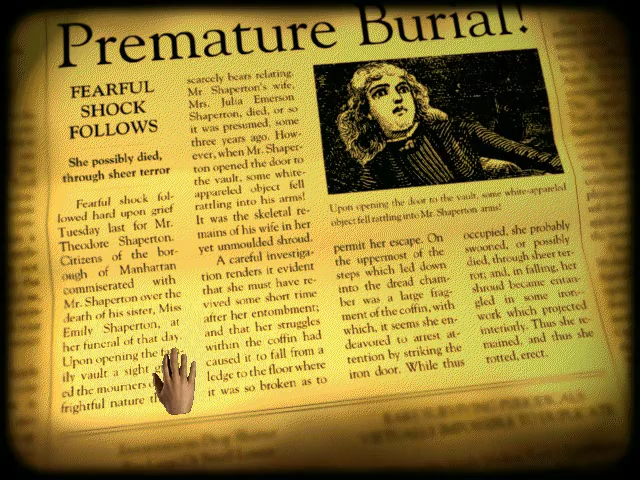 Premature Burial!
FEARFUL
SHOCK
FOLLOWS
She possibly died,
through sheer terror
Fearful shock fol-
lowed hard upon grief
Tuesday last for Mr.
Theodore Shaperton.
Citizens of the bor-
ough of Manhattan
commiserated with
Mr. Shaperton over the
death of his sister, Miss
Emily Shaperton, at
her funeral of that day.
Upon opening the
ily vault a sight
ed the mourners
frightful nature
scarcely bears relating.
Mr. Shaperton's wife,
Mrs. Julia Emerson
Shaperton, died, or so
it was presumed, some
three years ago. How-
ever, when Mr. Shaper-
ton opened the door to
the vault, some white-
appareled object fell
rattling into his arms!
It was the skeletal re-
mains of his wife in her
yet unmoulded shroud.
A careful investiga-
tion renders it evident
that she must have re-
vived some short time
after her entombment;
and that her struggles
within the coffin had
caused it to fall from a
ledge to the floor where
it was so broken as to
Upon opening the door to the vault, some white-appareled
object fell rattling into Mr. Shaperton arms!
permit her escape. On
the uppermost of the
steps which led down
into the dread cham-
ber was a large frag-
ment of the coffin, with
which, it seems she en-
deavored to arrest at-
tention by striking the
iron door. While thus
occupied, she probably
swooned, or possibly
died, through sheer ter-
ror; and, in falling, her
shroud became entan-
gled in some iron-
work which projected
interiorly. Thus she re-
mained, and thus she
rotted, erect.